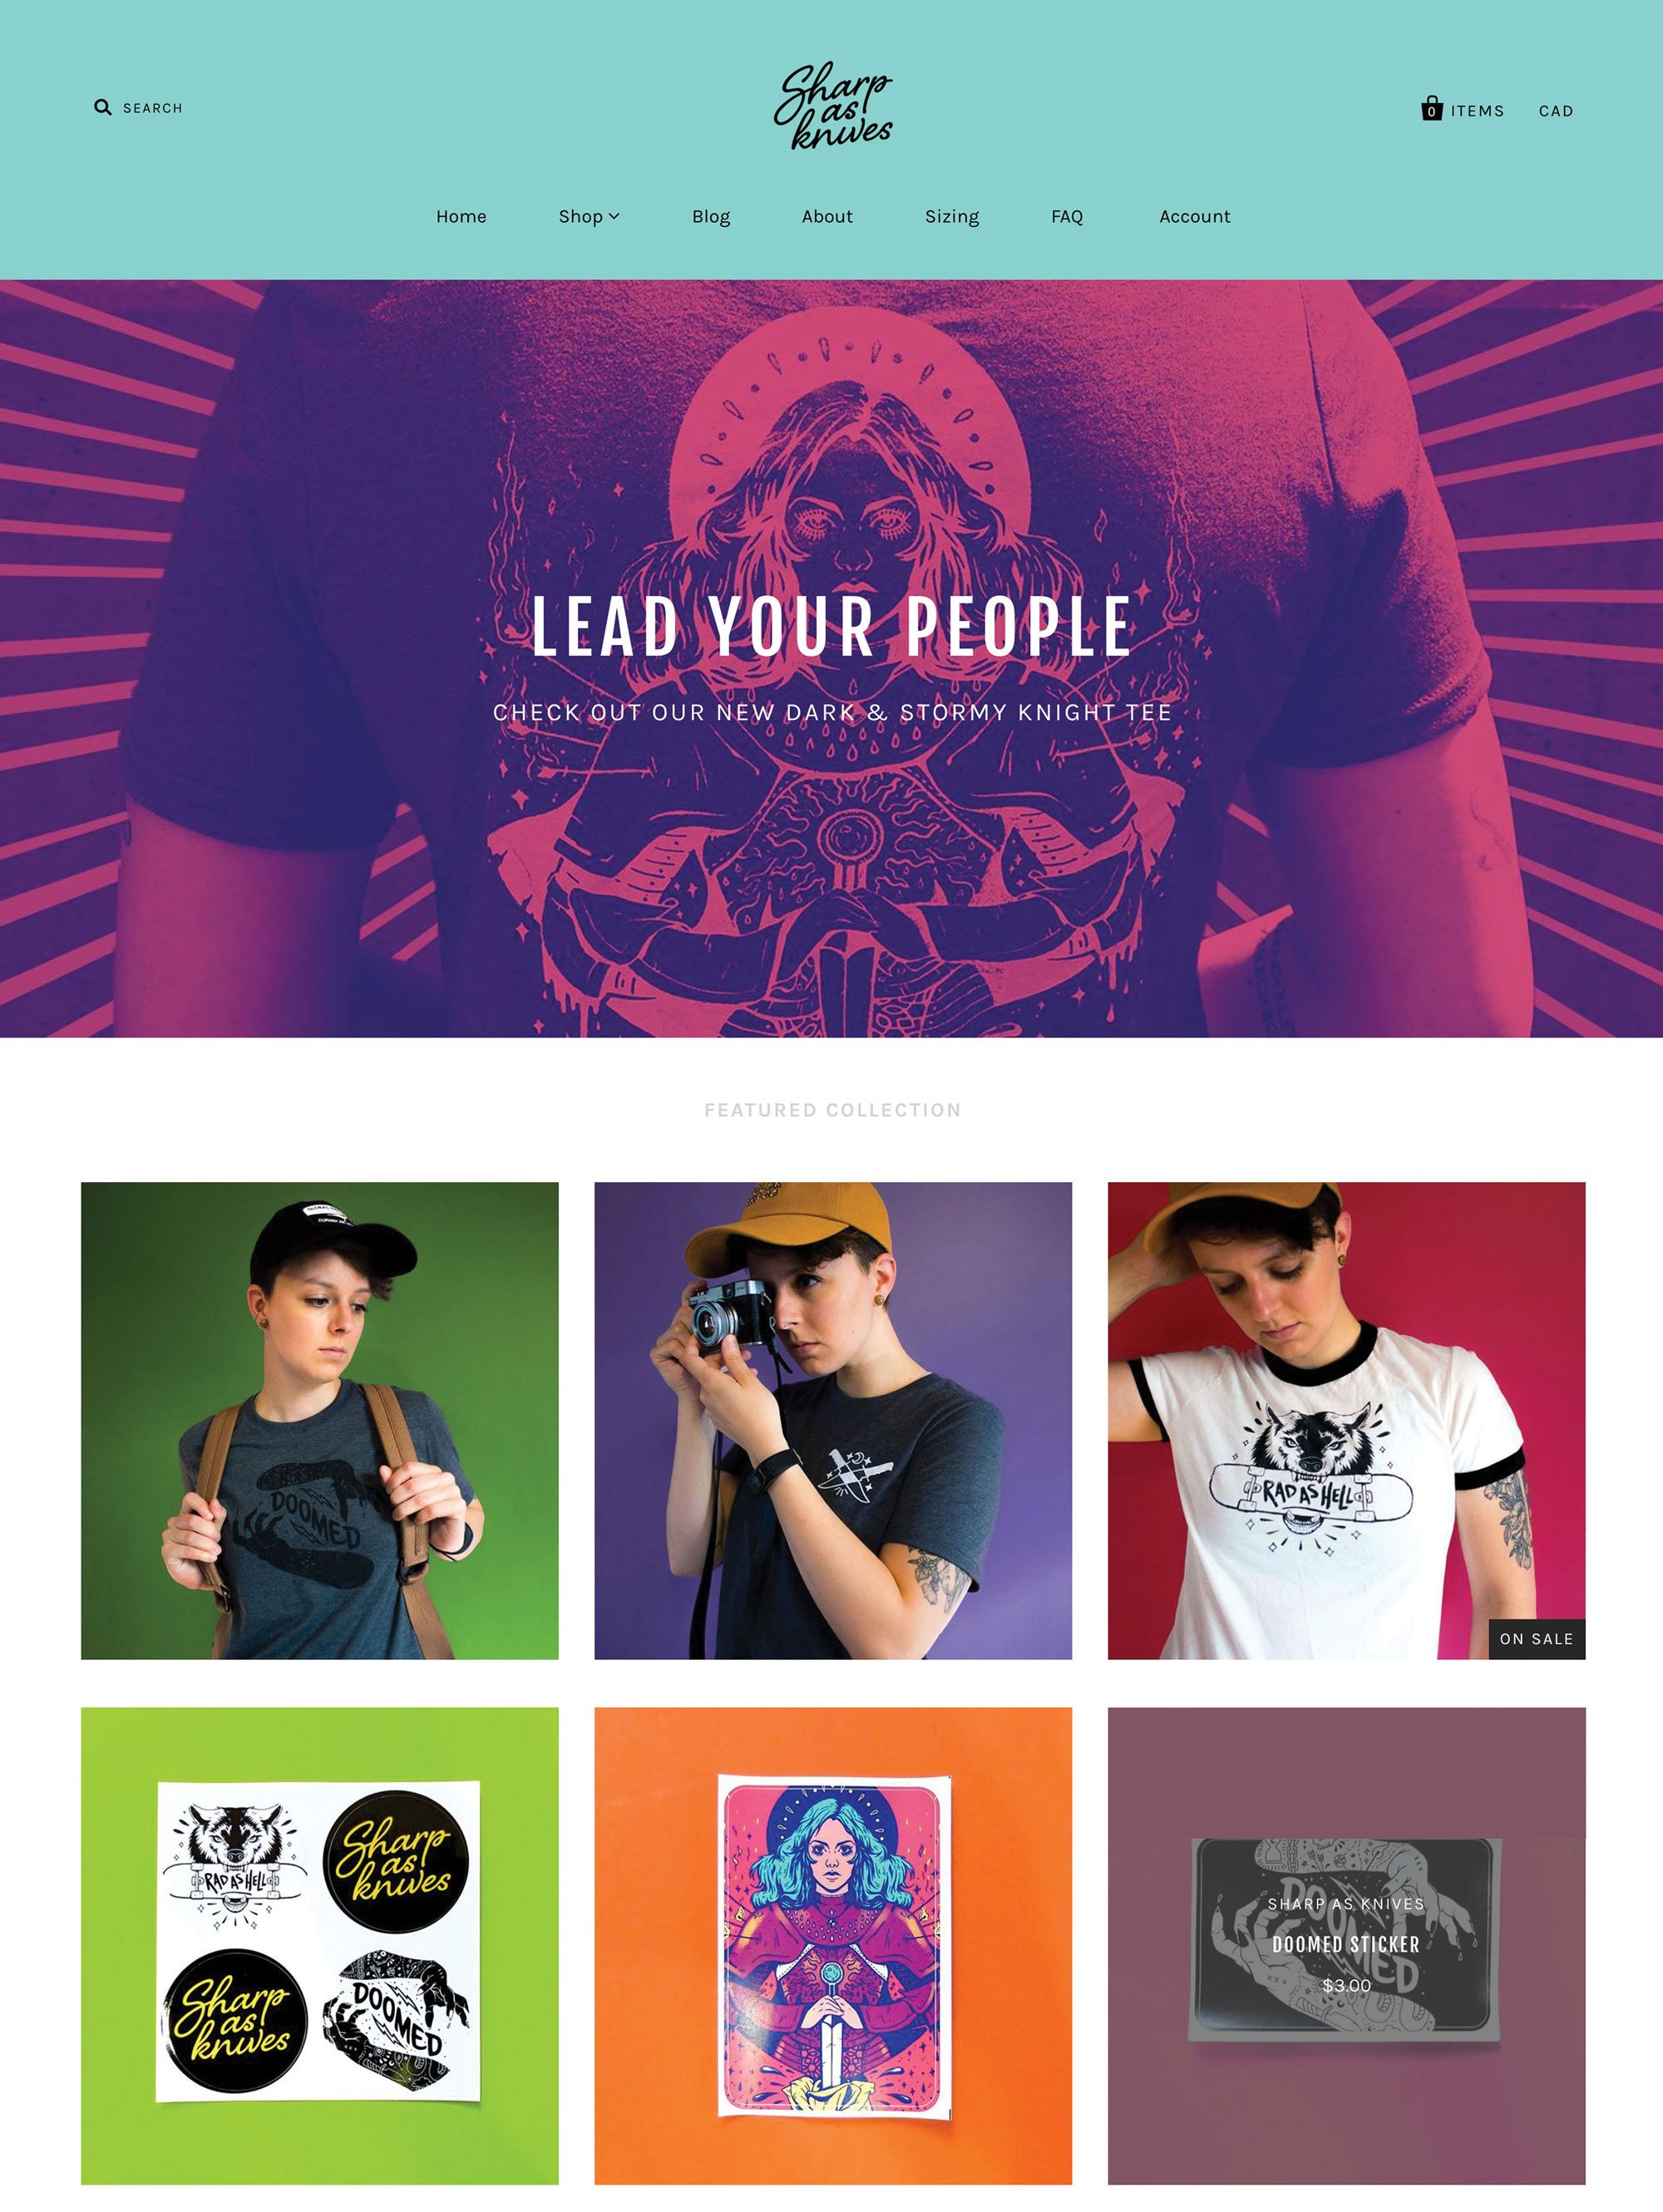 SEARCH
Sharp
as
knives
0 ITEMS
CAD
Home
Shop
Blog
About
Sizing
FAQ
Account
LEAD YOUR PEOPLE
CHECK OUT OUR NEW DARK & STORMY KNIGHT TEE
FEATURED COLLECTION
DOOMED
RAD AS HELL
ON SALE
RAD AS HELL
Sharp
as
knives
Sharp
as
knives
DOOMED
DOOMED
SHARP AS KNIVES
DOOMED STICKER
$3.00